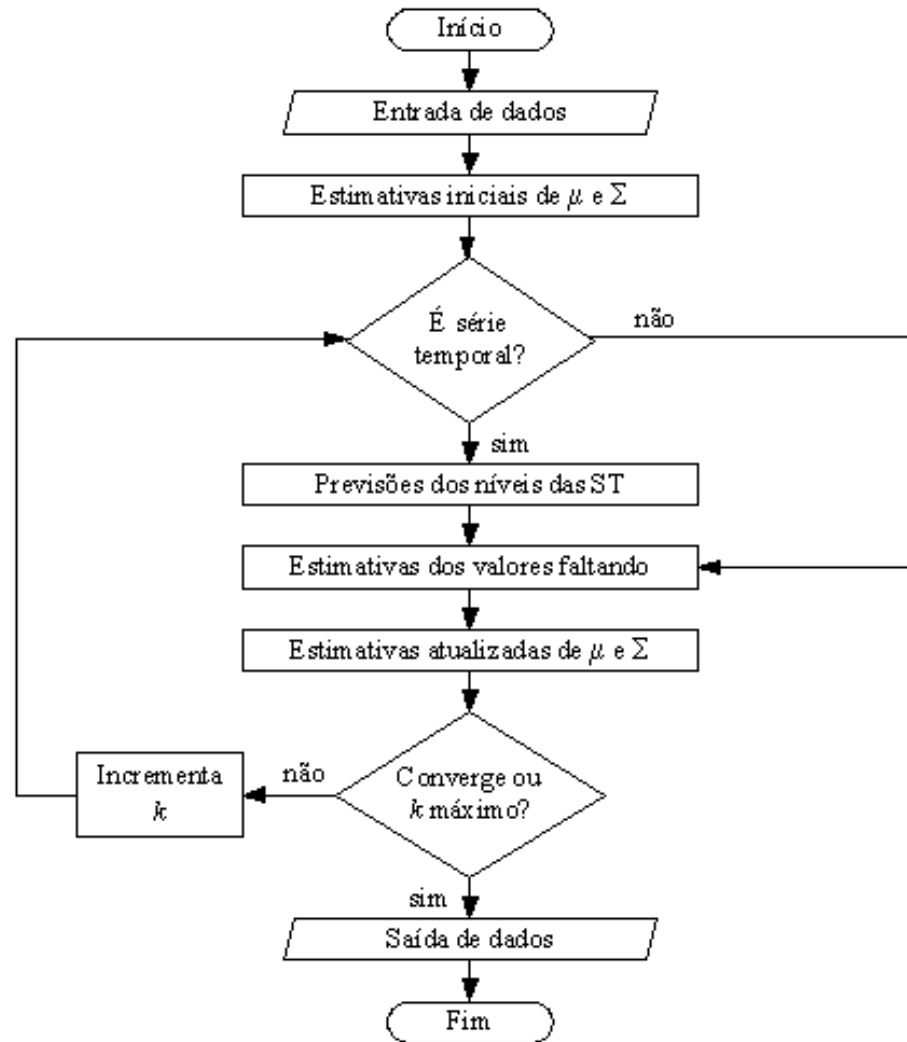 Início
Entrada de dados
Estimativas iniciais de μ e Σ
É série
temporal?
não
sim
Previsões dos níveis das ST
Estimativas dos valores faltando
Estimativas atualizadas de μ e Σ
Converge ou
k máximo?
não
Incrementa
k
sim
Saída de dados
Fim